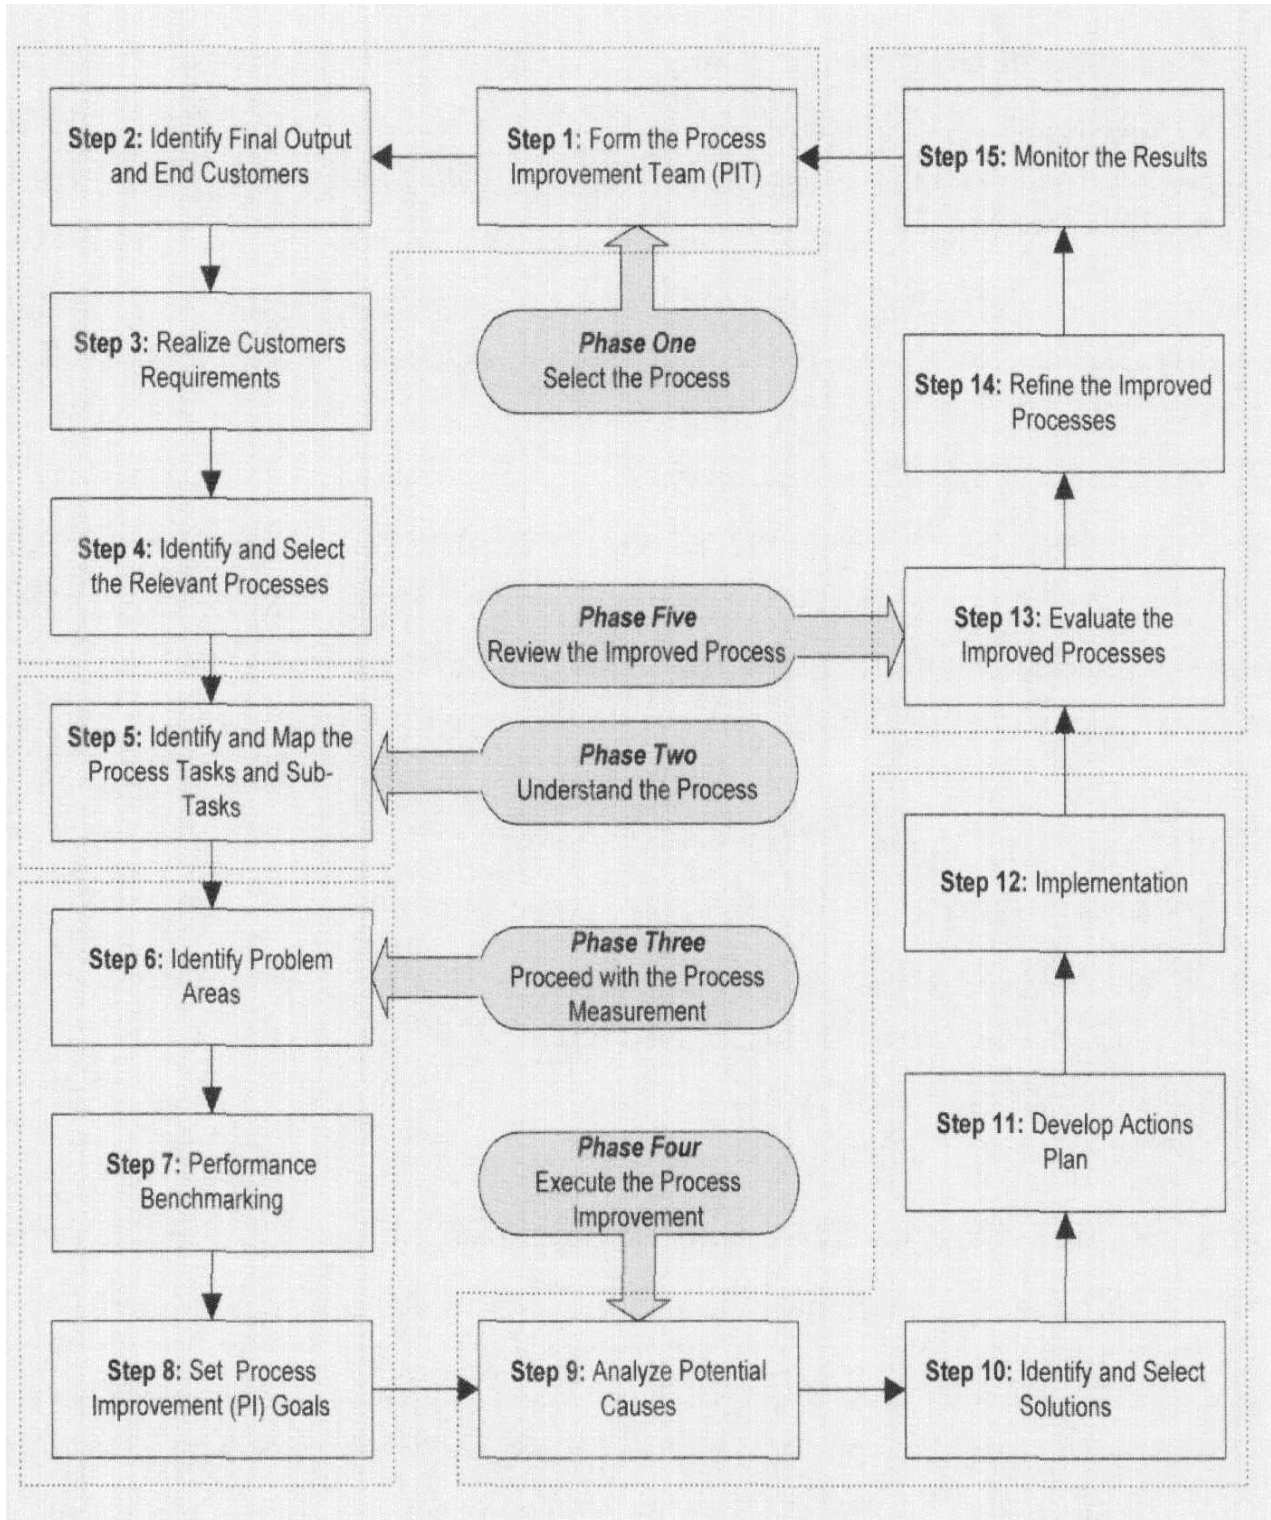 Step 1: Form the Process
Improvement Team (PIT)
Step 2: Identify Final Output
and End Customers
Step 3: Realize Customers
Requirements
Step 4: Identify and Select
the Relevant Processes
Step 5: Identify and Map the
Process Tasks and Sub-
Tasks
Step 6: Identify Problem
Areas
Step 7: Performance
Benchmarking
Step 8: Set Process
Improvement (PI) Goals
Step 9: Analyze Potential
Causes
Step 10: Identify and Select
Solutions
Step 11: Develop Actions
Plan
Step 12: Implementation
Step 13: Evaluate the
Improved Processes
Step 14: Refine the Improved
Processes
Step 15: Monitor the Results
Phase One
Select the Process
Phase Five
Review the Improved Process
Phase Two
Understand the Process
Phase Three
Proceed with the Process
Measurement
Phase Four
Execute the Process
Improvement